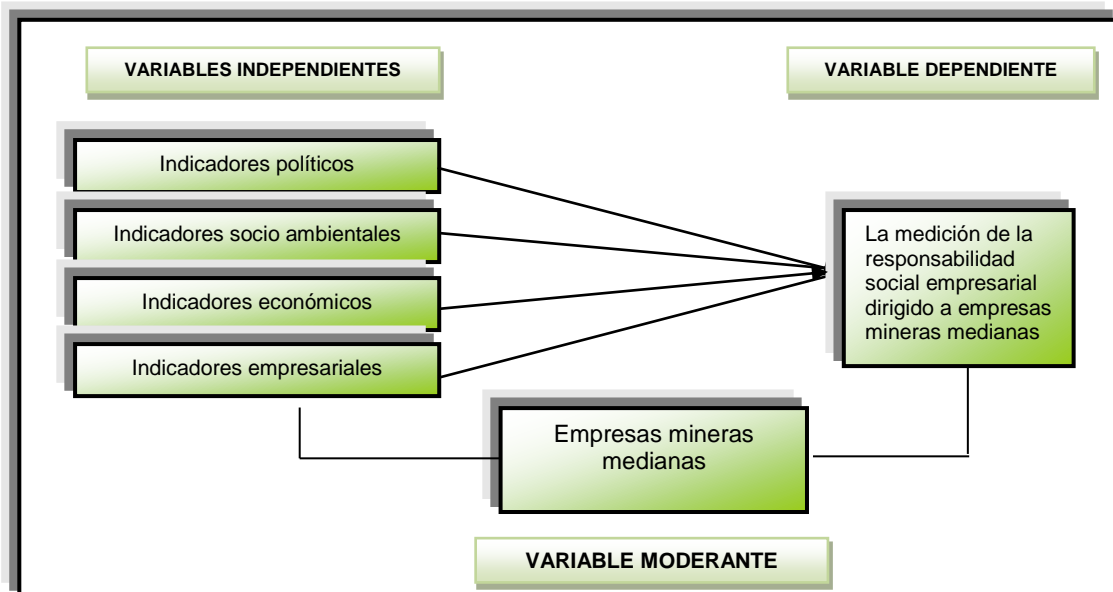 VARIABLES INDEPENDIENTES
VARIABLE DEPENDIENTE
Indicadores políticos
Indicadores socio ambientales
Indicadores económicos
Indicadores empresariales
La medición de la
responsabilidad
social empresarial
dirigido a empresas
mineras medianas
Empresas mineras
medianas
VARIABLE MODERANTE